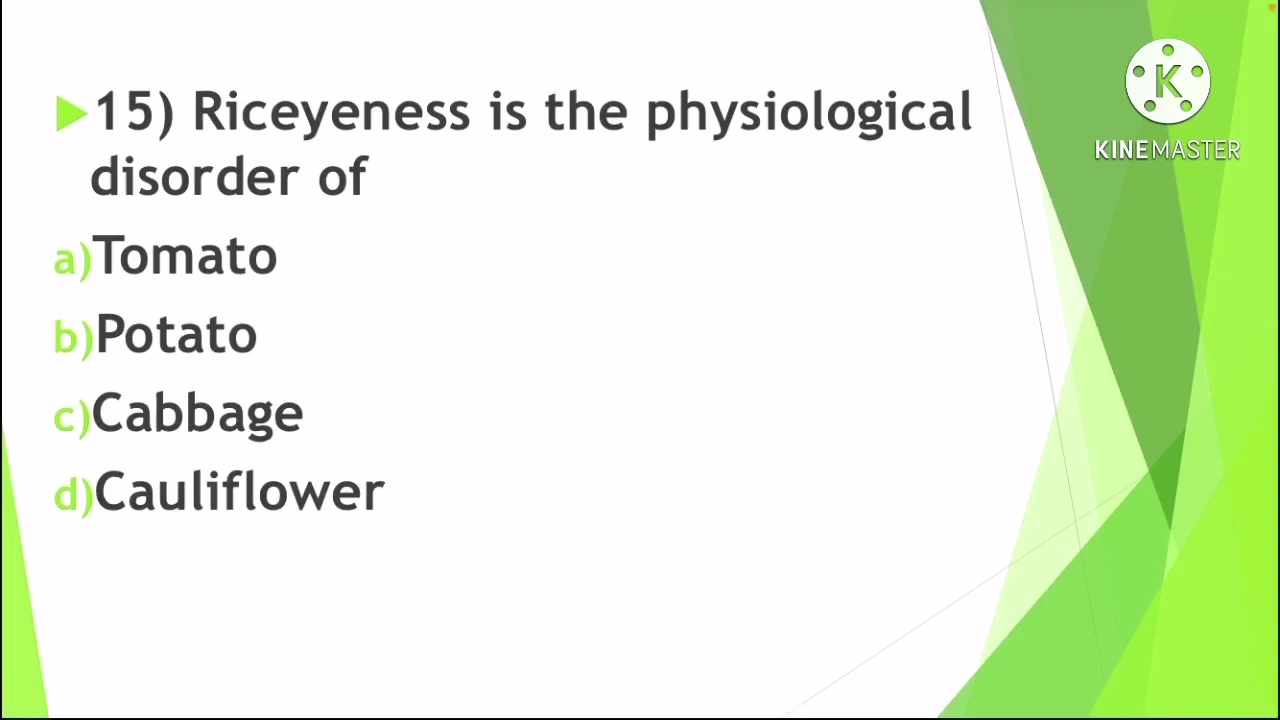 15) Riceyeness is the physiological
disorder of
a)Tomato
b)Potato
c)Cabbage
d)Cauliflower
K
KINEMASTER